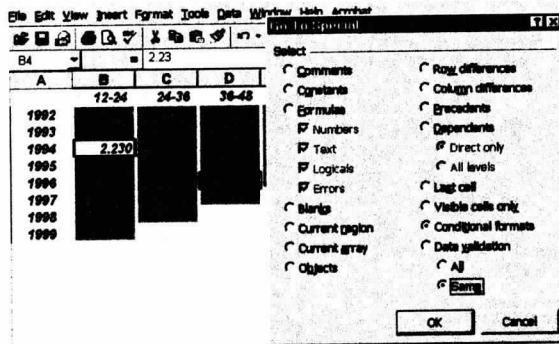 File Edit View Insert Format Tools Data Window Help Acrobat
Go To Special
B4 = 2.23
A B C D
12-24 24-36 36-48
1992
1993
1994 2.230
1995
1996
1997
1998
1999
Select
Comments
Constants
Formulas
Numbers
Text
Logicals
Errors
Blanks
Current region
Current array
Objects
Row differences
Column differences
Precedents
Dependents
Direct only
All levels
Last cell
Visible cells only
Conditional formats
Data validation
All
Same
OK Cancel